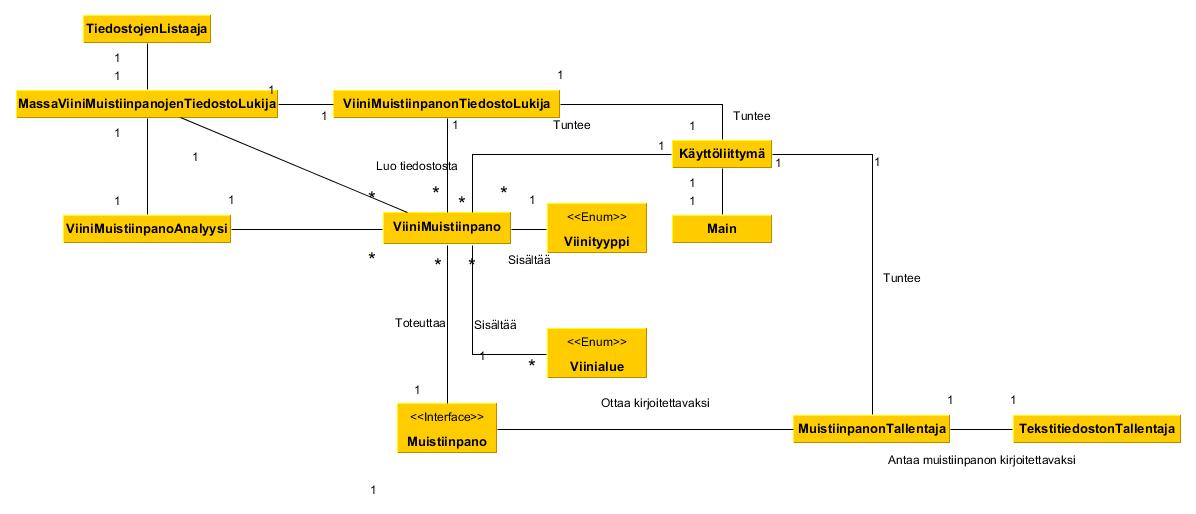 TiedostojenListaaja
1
1
1
1
MassaViiniMuistiinpanojenTiedostoLukija
ViiniMuistiinpanonTiedostoLukija
1
1
Tuntee
Tuntee
1
1
1
Käyttöliittymä
1
1
1
Luo tiedostosta
1
1
1
*
*
*
*
1
1
1
ViiniMuistiinpanoAnalyysi
ViiniMuistiinpano
<<Enum>>
Viinityyppi
Main
*
*
*
Sisältää
Tuntee
Toteuttaa
Sisältää
<<Enum>>
Viinialue
1
*
1
Ottaa kirjoitettavaksi
1
1
<<Interface>>
Muistiinpano
MuistiinpanonTallentaja
TekstitiedostonTallentaja
Antaa muistiinpanon kirjoitettavaksi
1